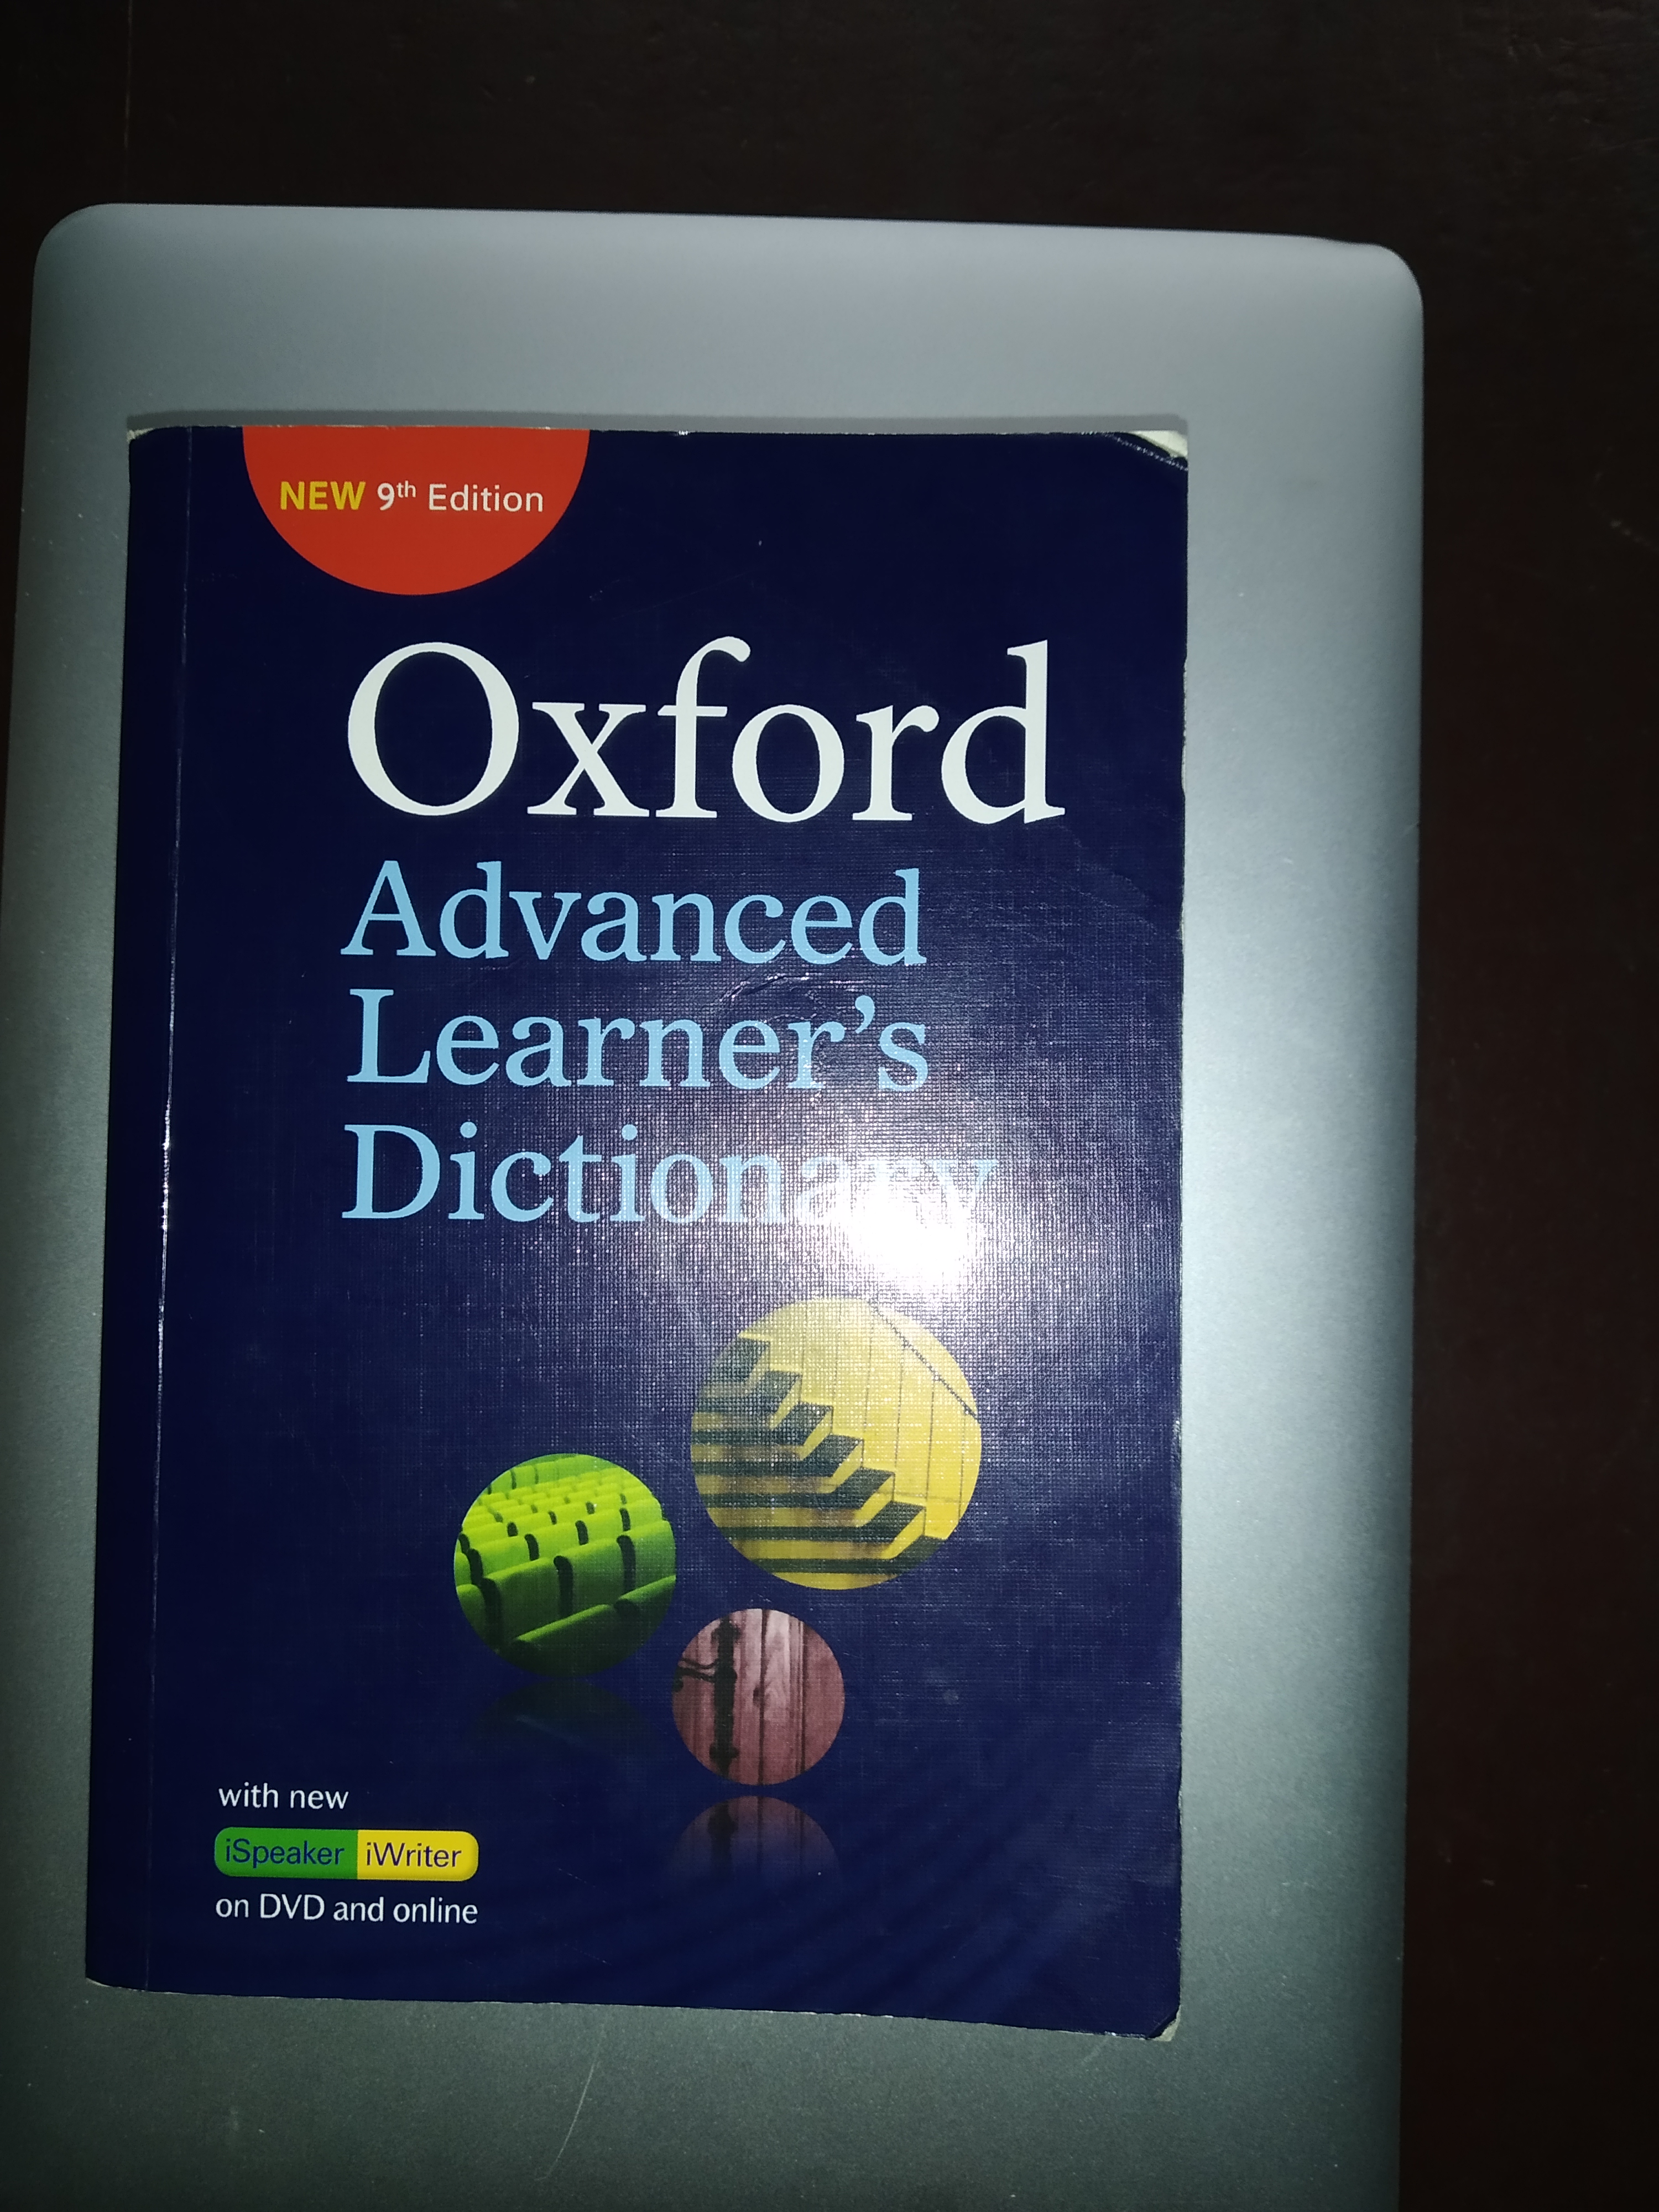 NEW 9th Edition
Oxford
Advanced
Learner's
Dictionary
with new
iSpeaker iWriter
on DVD and online